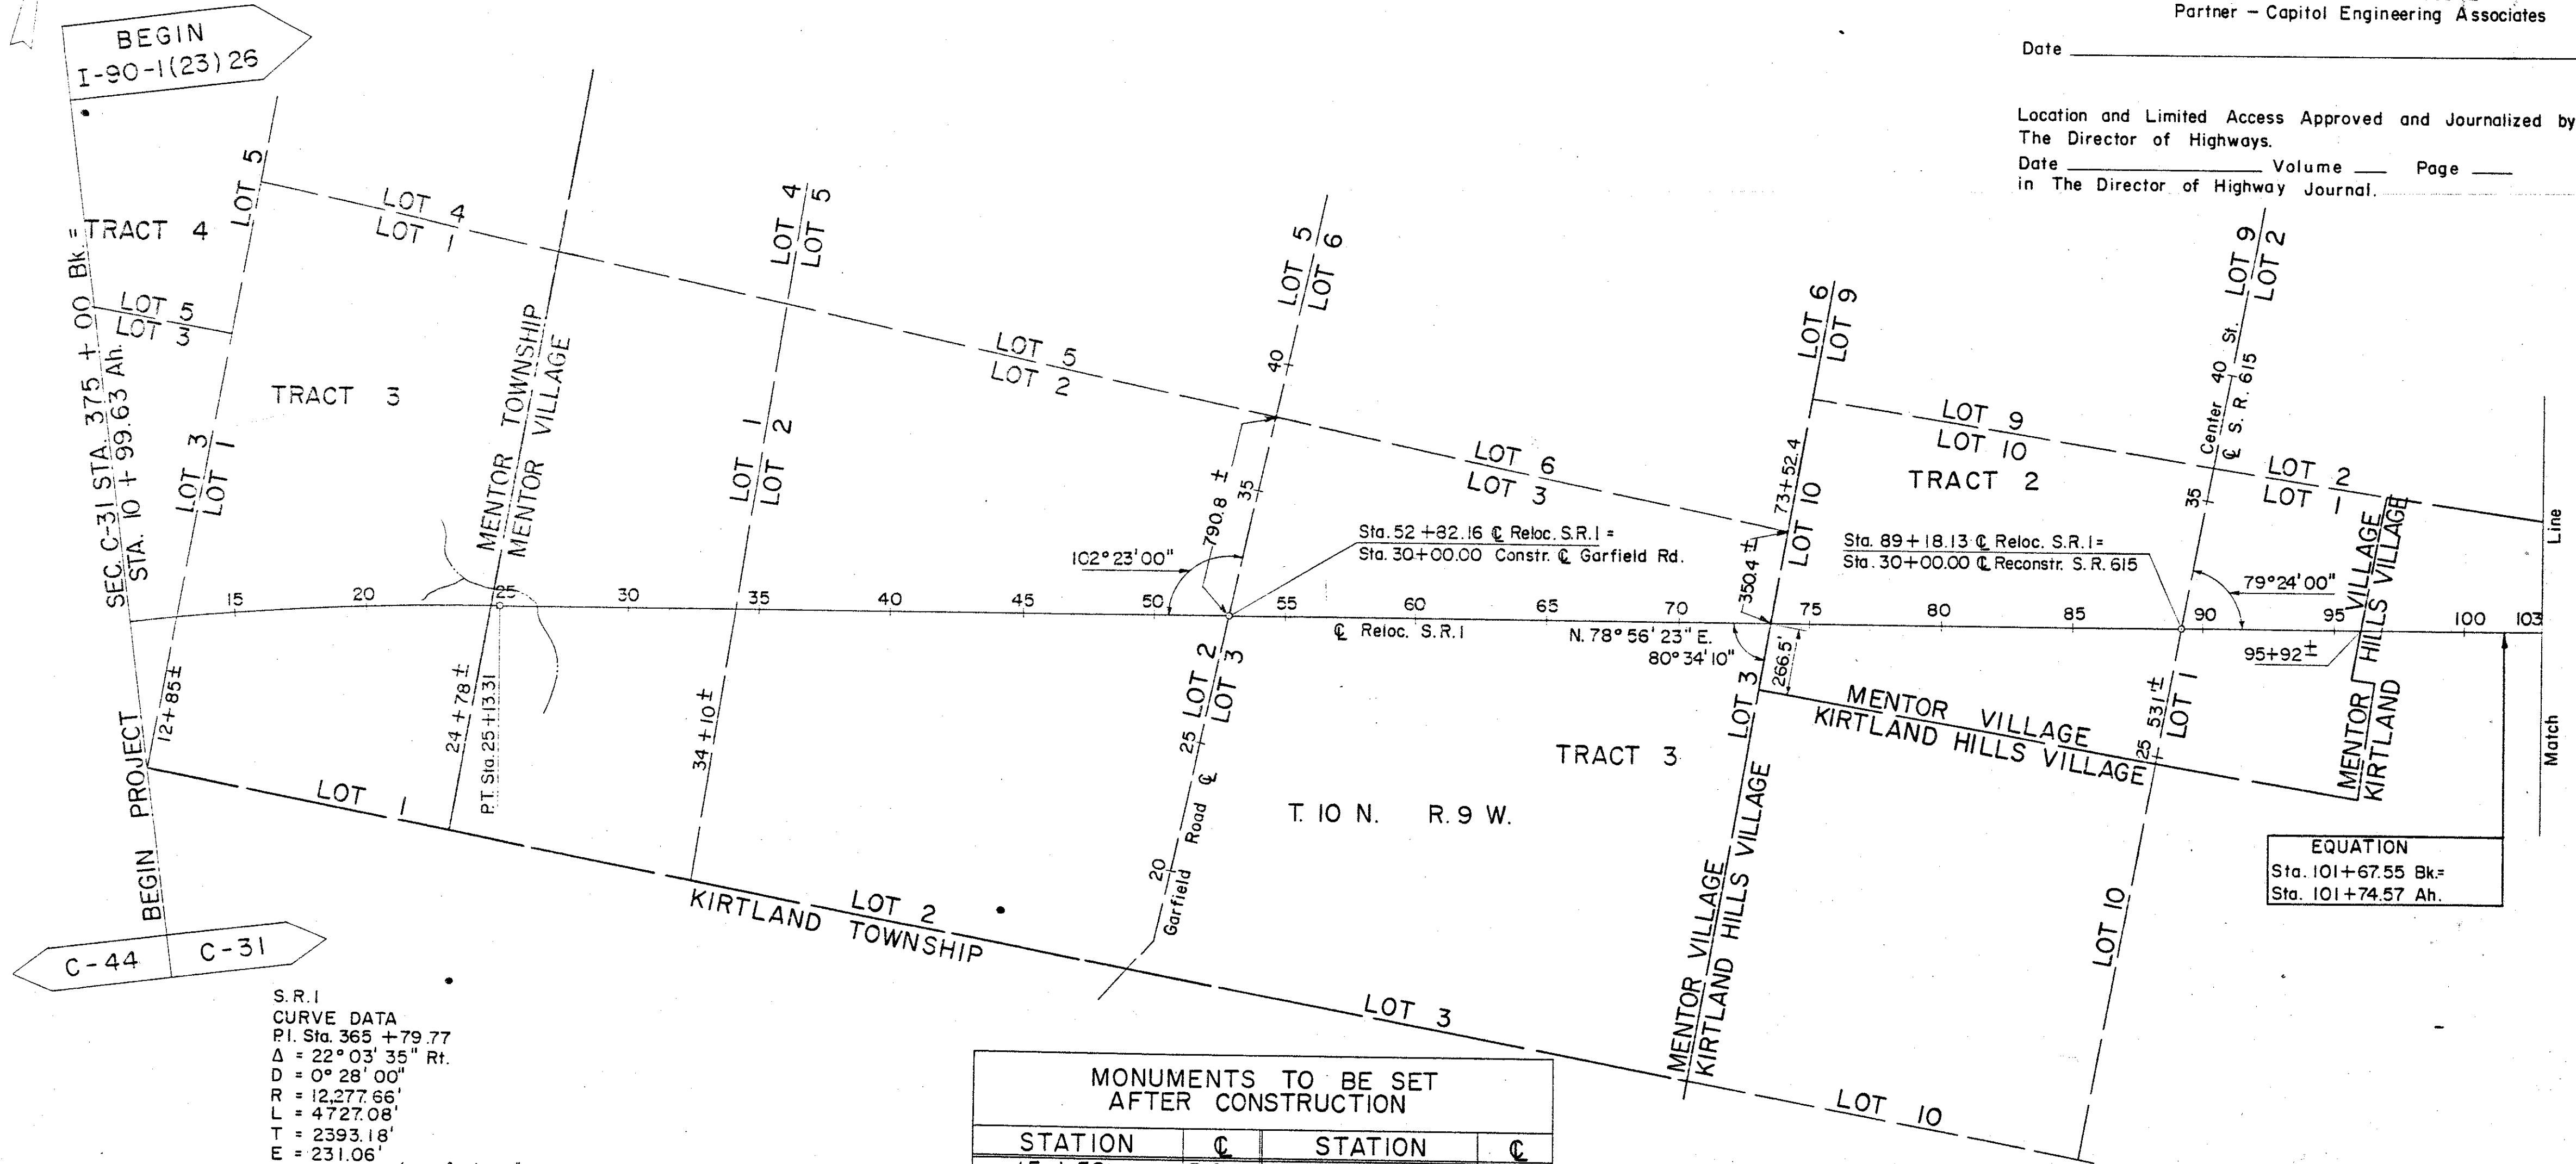 BEGIN
I-90-1(23)26
Partner – Capitol Engineering Associates
Date
Location and Limited Access Approved and Journalized by
The Director of Highways.
Date Volume Page
in The Director of Highway Journal.
SEC. C-31 STA. 375 + 00 Bk. =
STA. 10 + 99.63 Ah.
BEGIN PROJECT
TRACT 4
LOT 5
LOT 5
LOT 3
LOT 4
LOT 1
TRACT 3
LOT 3
LOT 1
MENTOR TOWNSHIP
MENTOR VILLAGE
LOT 4
LOT 5
LOT 1
LOT 2
LOT 5
LOT 2
LOT 5
LOT 6
40
35
790.8 ±
102°23'00"
LOT 6
LOT 3
Sta. 52+82.16 ℄ Reloc. S.R.1 =
Sta. 30+00.00 Constr. ℄ Garfield Rd.
LOT 6
LOT 9
73+52.4
LOT 10
350.4 ±
LOT 9
LOT 10
TRACT 2
Sta. 89+18.13 ℄ Reloc. S.R.1=
Sta. 30+00.00 ℄ Reconstr. S.R. 615
LOT 9
LOT 2
Center 40 St.
℄ S.R. 615
35
LOT 2
LOT 1
79°24'00"
MENTOR VILLAGE
KIRTLAND HILLS VILLAGE
Line
Match
15 20 25 30 35 40 45 50 55 60 65 70 75 80 85 90 95 100 103
℄ Reloc. S.R.1
N. 78° 56' 23" E.
80°34'10"
266.5'
95+92±
12+85±
24+78±
P.T. Sta. 25+13.31
34+10±
LOT 2
LOT 3
25
20
Garfield Road ℄
LOT 3
MENTOR VILLAGE
KIRTLAND HILLS VILLAGE
531±
LOT 1
25
TRACT 3
T. 10 N. R. 9 W.
MENTOR VILLAGE
KIRTLAND HILLS VILLAGE
EQUATION
Sta. 101+67.55 Bk.=
Sta. 101+74.57 Ah.
LOT 1
LOT 2
KIRTLAND TOWNSHIP
LOT 3
LOT 10
LOT 10
C-44 C-31
S.R.1
CURVE DATA
P.I. Sta. 365 +79.77
Δ = 22° 03' 35" Rt.
D = 0° 28' 00"
R = 12,277.66'
L = 4727.08'
T = 2393.18'
E = 231.06'
MONUMENTS TO BE SET
AFTER CONSTRUCTION
STATION ℄ STATION ℄